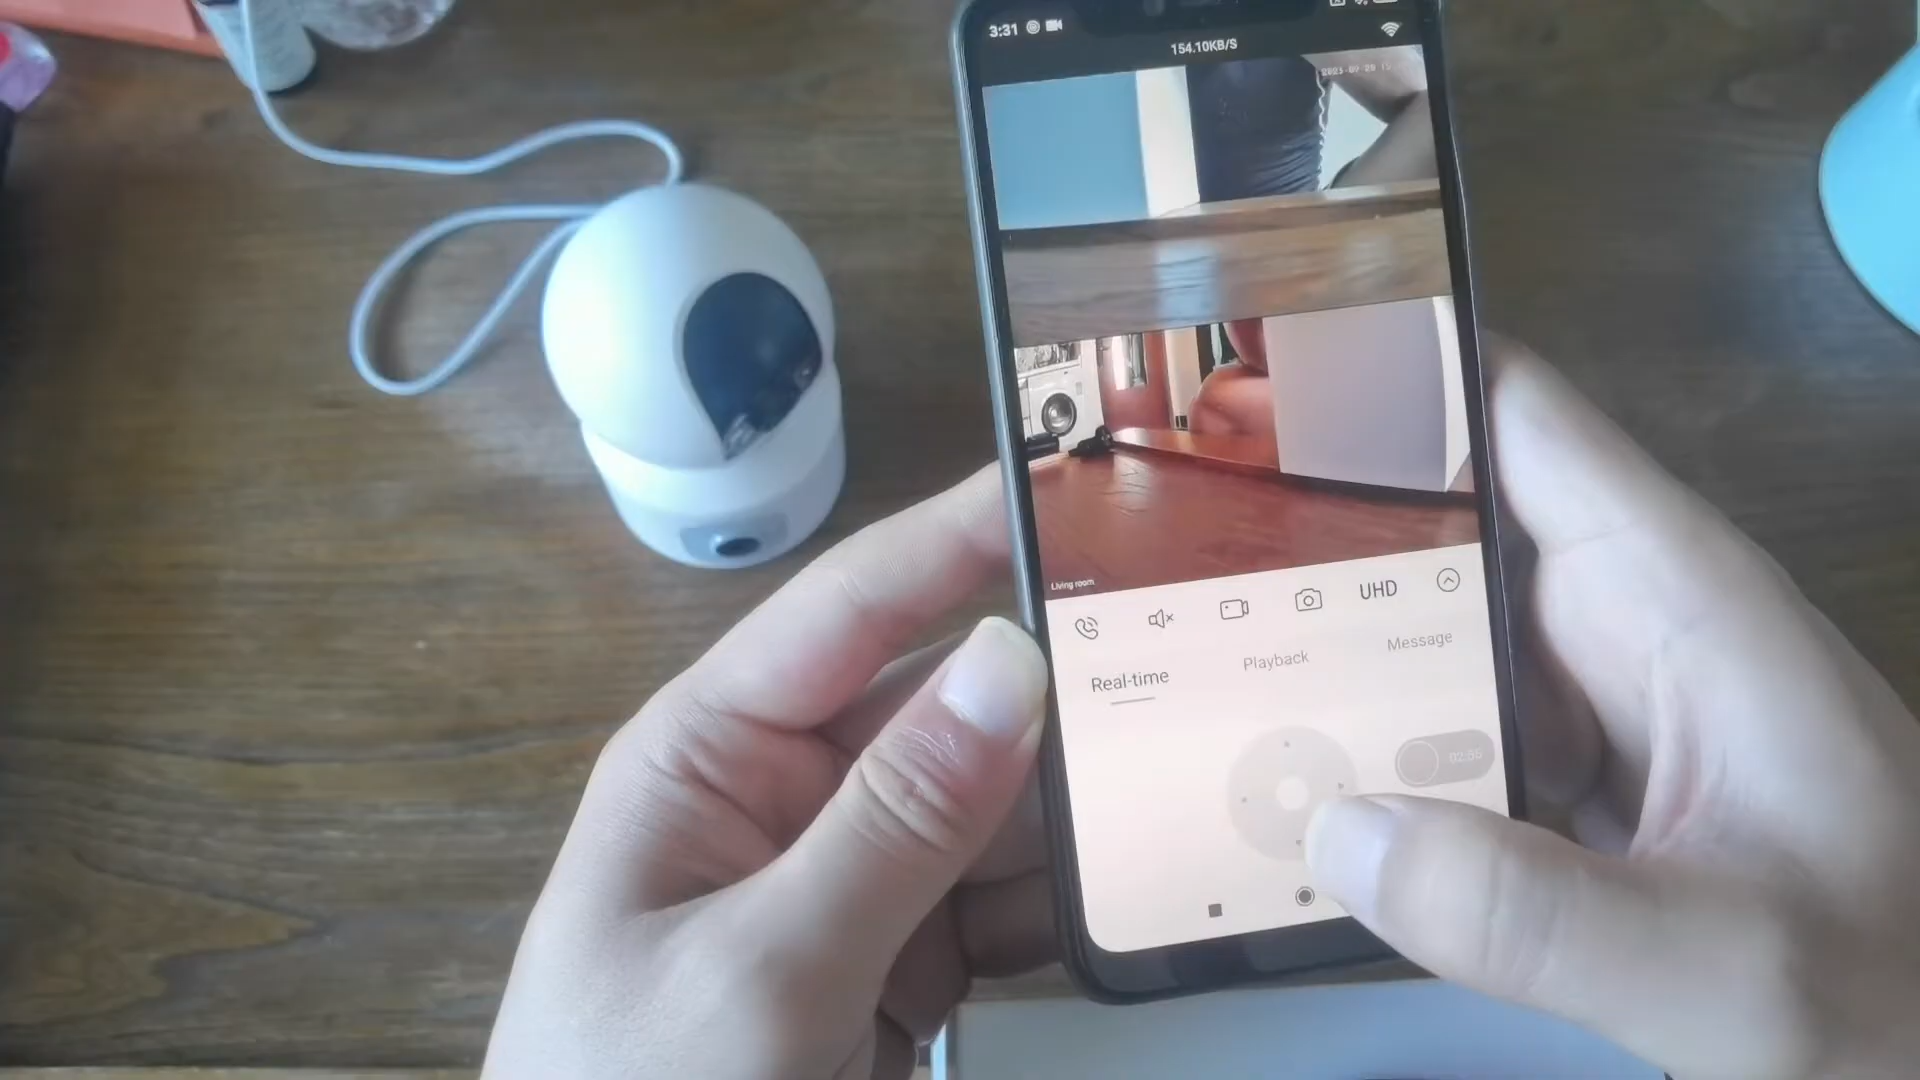 3:31
154.10KB/S
Living room
UHD
Real-time
Playback
Message